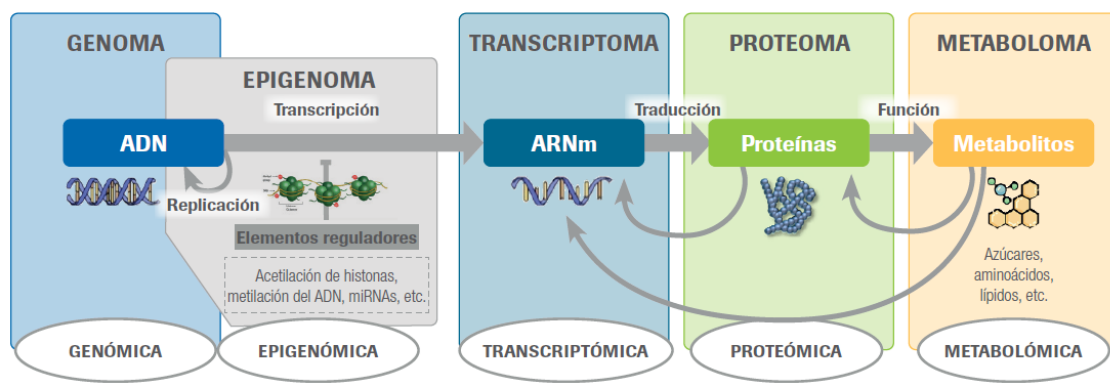 GENOMA
EPIGENOMA
TRANSCRIPTOMA
PROTEOMA
METABOLOMA
Transcripción
Traducción
Función
ADN
ARNm
Proteínas
Metabolitos
Replicación
Elementos reguladores
Acetilación de histonas,
metilación del ADN, miRNAs, etc.
Azúcares,
aminoácidos,
lípidos, etc.
GENÓMICA
EPIGENÓMICA
TRANSCRIPTÓMICA
PROTEÓMICA
METABOLÓMICA